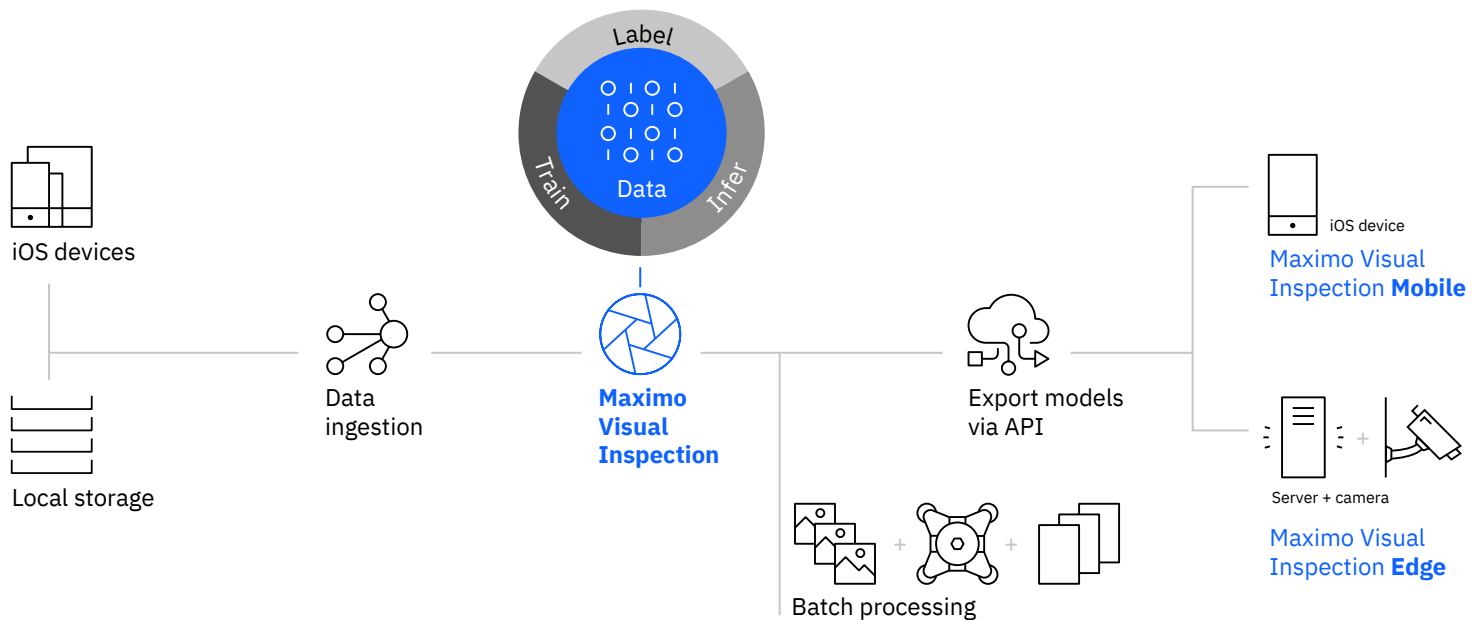 Label
Train
Infer
Data
iOS devices
Local storage
Data
ingestion
Maximo
Visual
Inspection
Export models
via API
Batch processing
iOS device
Maximo Visual
Inspection Mobile
Server + camera
Maximo Visual
Inspection Edge